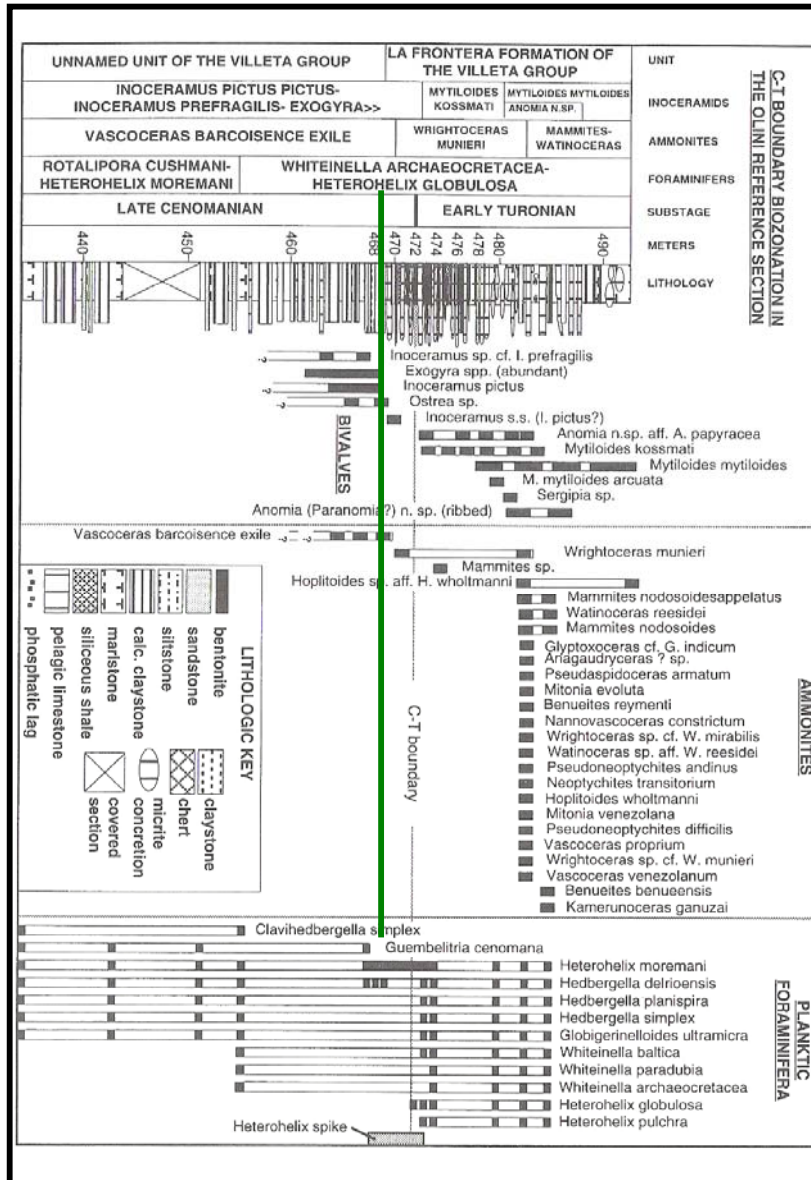 UNNAMED UNIT OF THE VILLETA GROUP
LA FRONTERA FORMATION OF
THE VILLETA GROUP
UNIT
INOCERAMUS PICTUS PICTUS-
INOCERAMUS PREFRAGILIS- EXOGYRA>>
MYTILOIDES
KOSSMATI
MYTILOIDES MYTILOIDES
ANOMIA N.SP.
INOCERAMIDS
VASCOCERAS BARCOISENCE EXILE
WRIGHTOCERAS
MUNIERI
MAMMITES-
WATINOCERAS
AMMONITES
ROTALIPORA CUSHMANI-
HETEROHELIX MOREMANI
WHITEINELLA ARCHAEOCRETACEA-
HETEROHELIX GLOBULOSA
FORAMINIFERS
LATE CENOMANIAN
EARLY TURONIAN
SUBSTAGE
440
450
460
468
470
472
474
476
478
480
490
METERS
LITHOLOGY
C-T BOUNDARY BIOZONATION IN
THE OLINI REFERENCE SECTION
? Inoceramus sp. cf. I. prefragilis
Exogyra spp. (abundant)
? Inoceramus pictus
? Ostrea sp.
Inoceramus s.s. (I. pictus?)
Anomia n.sp. aff. A. papyracea
Mytiloides kossmati
Mytiloides mytiloides
M. mytiloides arcuata
Sergipia sp.
Anomia (Paranomia?) n. sp. (ribbed)
BIVALVES
Vascoceras barcoisence exile ? ?
Wrightoceras munieri
Mammites sp.
Hoplitoides sp. aff. H. wholtmanni
Mammites nodosoidesappelatus
Watinoceras reesidei
Mammites nodosoides
Glyptoxoceras cf. G. indicum
Anagaudryceras ? sp.
Pseudaspidoceras armatum
Mitonia evoluta
Benueites reymenti
Nannovascoceras constrictum
Wrightoceras sp. cf. W. mirabilis
Watinoceras sp. aff. W. reesidei
Pseudoneoptychites andinus
Neoptychites transitorium
Hoplitoides wholtmanni
Mitonia venezolana
Pseudoneoptychites difficilis
Vascoceras proprium
Wrightoceras sp. cf. W. munieri
Vascoceras venezolanum
Benueites benueensis
Kamerunoceras ganuzai
AMMONITES
C-T boundary
LITHOLOGIC KEY
bentonite
sandstone
siltstone
calc. claystone
marlstone
siliceous shale
pelagic limestone
phosphatic lag
claystone
chert
micrite
concretion
covered
section
Clavihedbergella simplex
Guembelitria cenomana
Heterohelix moremani
Hedbergella delrioensis
Hedbergella planispira
Hedbergella simplex
Globigerinelloides ultramicra
Whiteinella baltica
Whiteinella paradubia
Whiteinella archaeocretacea
Heterohelix globulosa
Heterohelix pulchra
Heterohelix spike
PLANKTIC
FORAMINIFERA